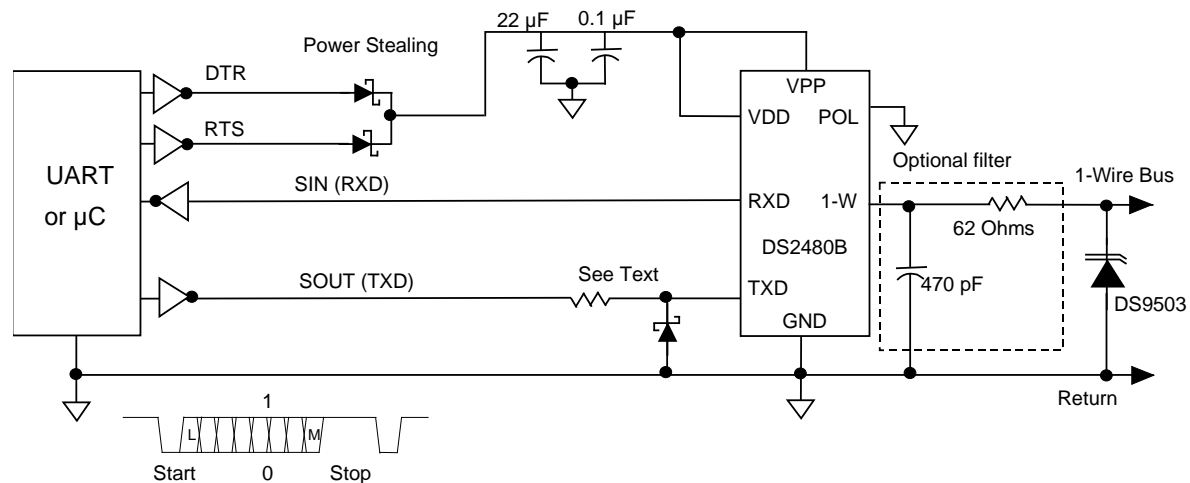 22 µF
0.1 µF
Power Stealing
DTR
RTS
SIN (RXD)
SOUT (TXD)
UART
or µC
See Text
VPP
VDD
POL
RXD
1-W
DS2480B
TXD
GND
Optional filter
1-Wire Bus
62 Ohms
470 pF
DS9503
Return
1
L
M
Start
0
Stop